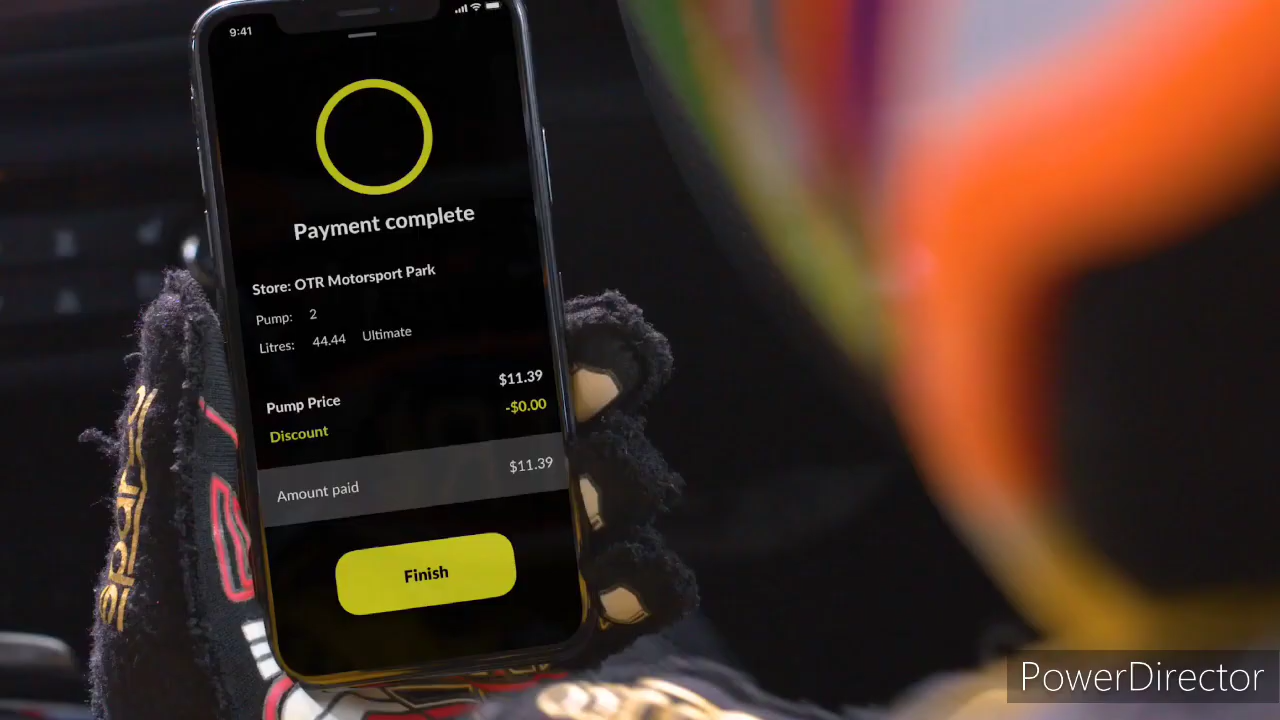 9:41
Payment complete
Store: OTR Motorsport Park
Pump: 2
Litres: 44.44 Ultimate
$11.39
Pump Price
-$0.00
Discount
$11.39
Amount paid
Finish
sparco
PowerDirector